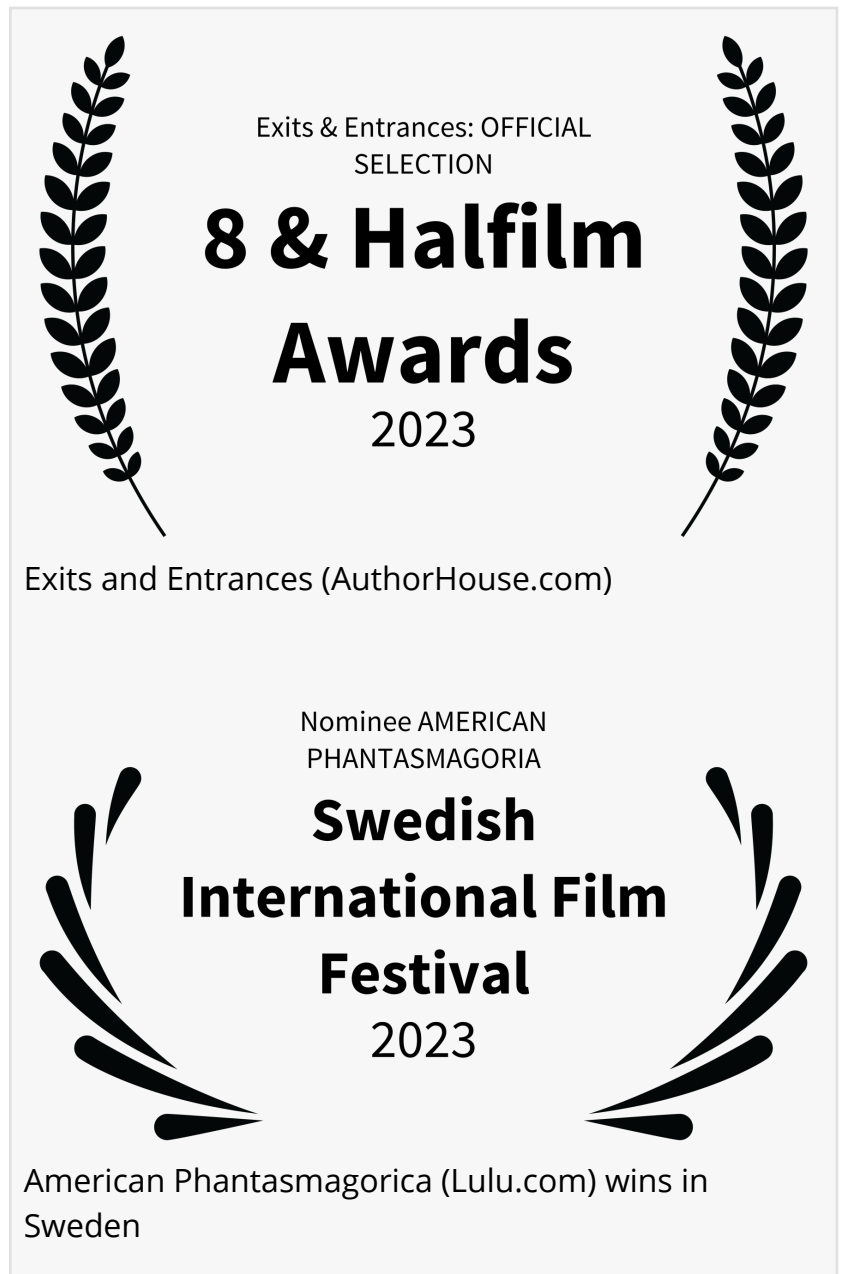 Exits & Entrances: OFFICIAL
SELECTION
8 & Halfilm
Awards
2023
Exits and Entrances (AuthorHouse.com)
Nominee AMERICAN
PHANTASMAGORIA
Swedish
International Film
Festival
2023
American Phantasmagorica (Lulu.com) wins in
Sweden